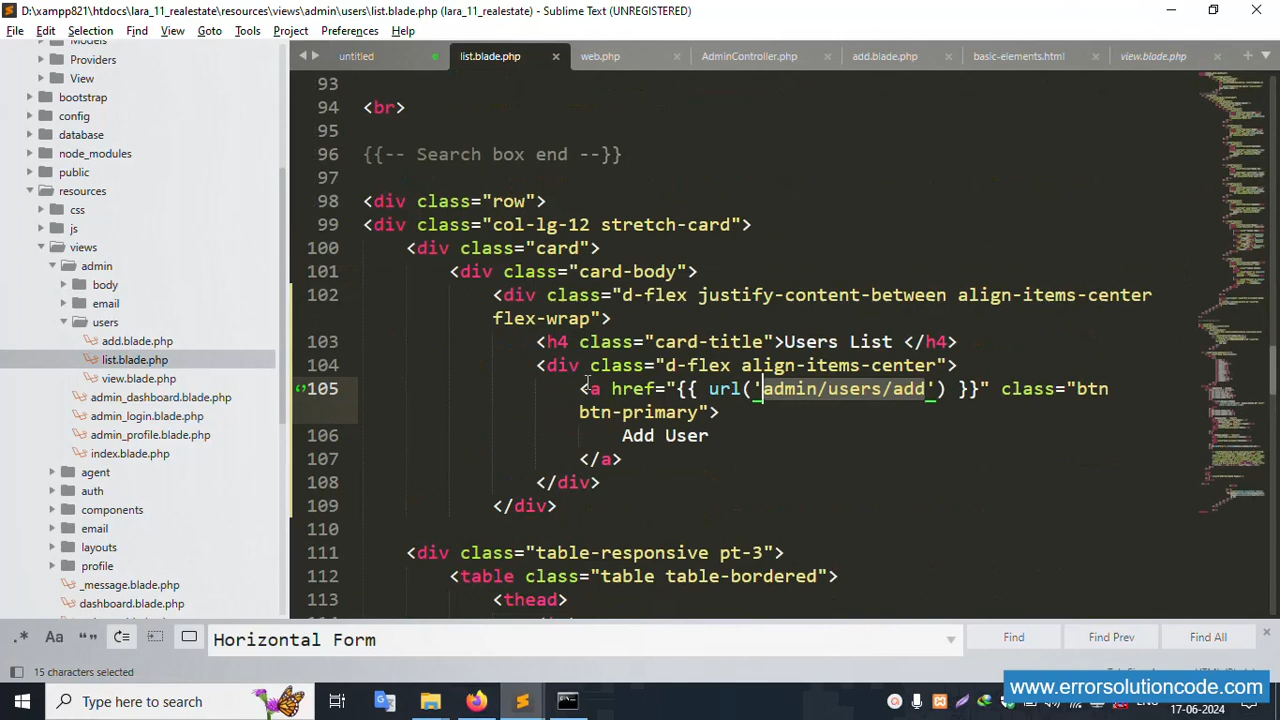 D:\xampp821\htdocs\lara_11_realestate\resources\views\admin\users\list.blade.php (lara_11_realestate) - Sublime Text (UNREGISTERED)
File Edit Selection Find View Goto Tools Project Preferences Help
Models
Providers
View
bootstrap
config
database
node_modules
public
resources
css
js
views
admin
body
email
users
add.blade.php
list.blade.php
view.blade.php
admin_dashboard.blade.php
admin_login.blade.php
admin_profile.blade.php
index.blade.php
agent
auth
components
email
layouts
profile
_message.blade.php
dashboard.blade.php
untitled list.blade.php web.php AdminController.php add.blade.php basic-elements.html view.blade.php
93
94 <br>
95
96 {{-- Search box end --}}
97
98 <div class="row">
99 <div class="col-lg-12 stretch-card">
100 <div class="card">
101 <div class="card-body">
102 <div class="d-flex justify-content-between align-items-center
flex-wrap">
103 <h4 class="card-title">Users List </h4>
104 <div class="d-flex align-items-center">
105 <a href="{{ url('admin/users/add') }}" class="btn
btn-primary">
106 Add User
107 </a>
108 </div>
109 </div>
110
111 <div class="table-responsive pt-3">
112 <table class="table table-bordered">
113 <thead>
.* Aa “” Horizontal Form Find Find Prev Find All
15 characters selected
Type here to search
www.errorsolutioncode.com
17-06-2024